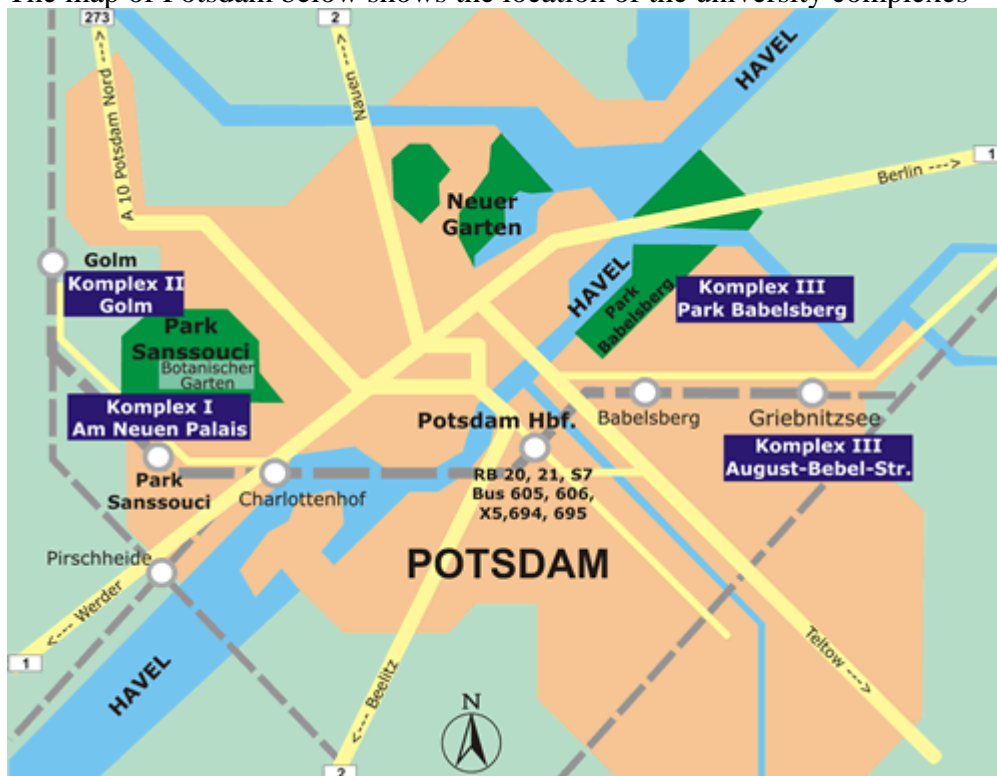 The map of Potsdam below shows the location of the university complexes
273
2
A 10 Potsdam Nord --->
<--- Nauen --->
HAVEL
1
Berlin --->
Neuer
Garten
Golm
Komplex II
Golm
HAVEL
Park
Babelsberg
Komplex III
Park Babelsberg
Park
Sanssouci
Botanischer
Garten
Komplex I
Am Neuen Palais
Potsdam Hbf.
Babelsberg
Griebnitzsee
Komplex III
August-Bebel-Str.
Park
Sanssouci
Charlottenhof
RB 20, 21, S7
Bus 605, 606,
X5,694, 695
Pirschheide
POTSDAM
<--- Werder
1
HAVEL
<--- Beelitz
2
N
Teltow --->